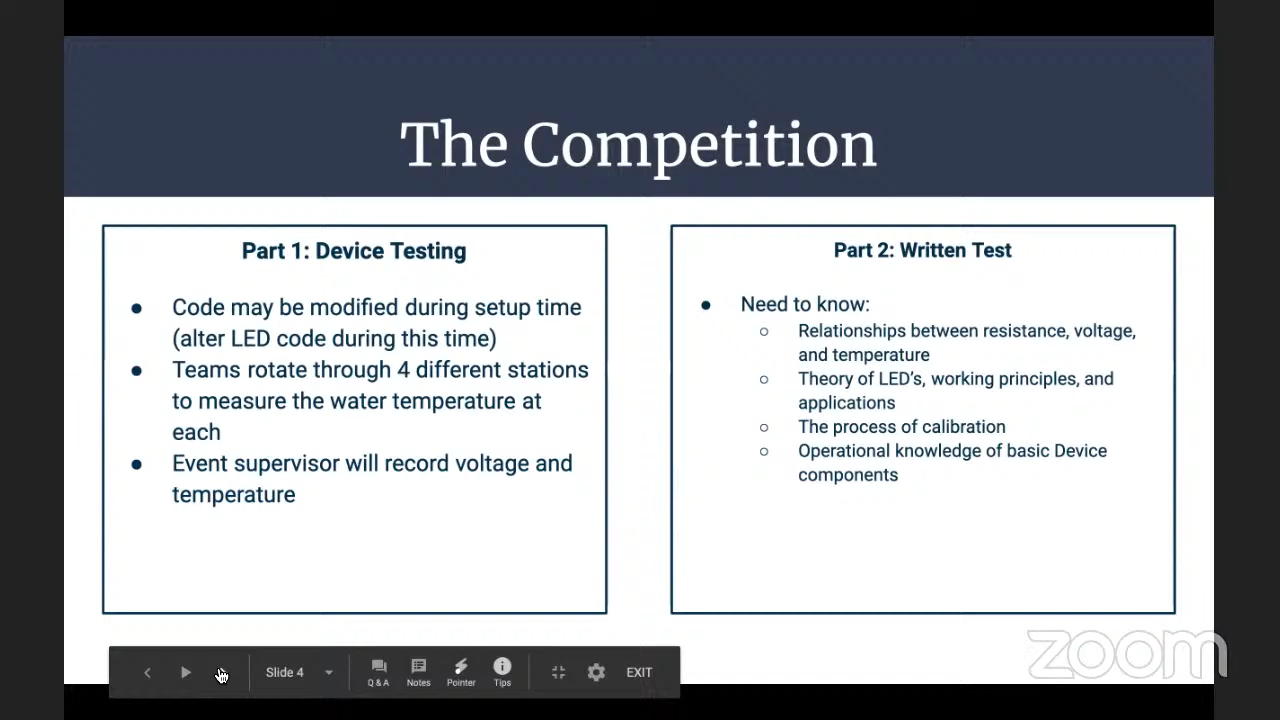 The Competition
Part 1: Device Testing
● Code may be modified during setup time
(alter LED code during this time)
● Teams rotate through 4 different stations
to measure the water temperature at
each
● Event supervisor will record voltage and
temperature
Part 2: Written Test
● Need to know:
○ Relationships between resistance, voltage,
and temperature
○ Theory of LED's, working principles, and
applications
○ The process of calibration
○ Operational knowledge of basic Device
components
Slide 4
Q & A
Notes
Pointer
Tips
EXIT
zoom